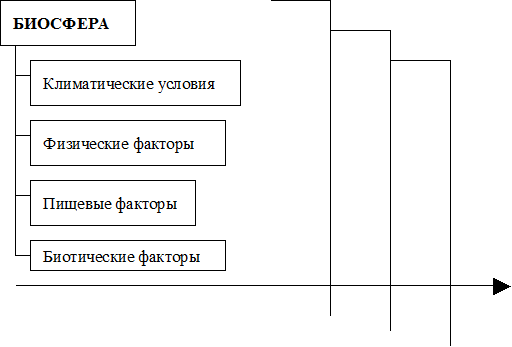 БИОСФЕРА
Климатические условия
Физические факторы
Пищевые факторы
Биотические факторы